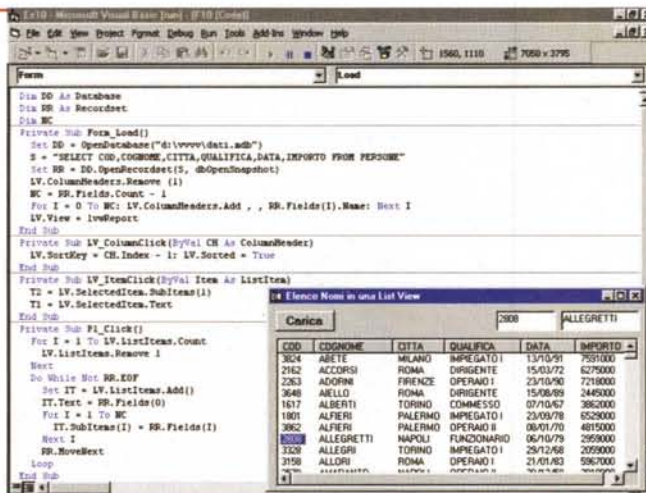 Ex10 - Microsoft Visual Basic [run] - [F10 (Code)]
File Edit View Project Format Debug Run Tools Add-Ins Window Help
1560, 1110 7050 x 3795
Form Load
Dim DD As Database
Dim RR As Recordset
Dim NC
Private Sub Form_Load()
Set DD = OpenDatabase("d:\vvvv\dati.mdb")
S = "SELECT COD,COGNOME,CITTA,QUALIFICA,DATA,IMPORTO FROM PERSONE"
Set RR = DD.OpenRecordset(S, dbOpenSnapshot)
LV.ColumnHeaders.Remove (1)
NC = RR.Fields.Count - 1
For I = 0 To NC: LV.ColumnHeaders.Add , , RR.Fields(I).Name: Next I
LV.View = lvwReport
End Sub
Private Sub LV_ColumnClick(ByVal CH As ColumnHeader)
LV.SortKey = CH.Index - 1: LV.Sorted = True
End Sub
Private Sub LV_ItemClick(ByVal Item As ListItem)
T2 = LV.SelectedItem.SubItems(1)
T1 = LV.SelectedItem.Text
End Sub
Private Sub P1_Click()
For I = 1 To LV.ListItems.Count
LV.ListItems.Remove 1
Next
Do While Not RR.EOF
Set IT = LV.ListItems.Add()
IT.Text = RR.Fields(0)
For I = 1 To NC
IT.SubItems(I) = RR.Fields(I)
Next I
RR.MoveNext
Loop
End Sub
Elenco Nomi in una List View
Carica 2808 ALLEGRETTI
COD COGNOME CITTA QUALIFICA DATA IMPORTO
3824 ABETE MILANO IMPIEGATO I 13/10/91 7591000
2162 ACCORSI ROMA DIRIGENTE 15/03/72 6275000
2263 ADORNI FIRENZE OPERAIO I 23/10/90 7218000
3648 AIELLO ROMA DIRIGENTE 15/08/89 2445000
1617 ALBERTI TORINO COMMESSO 07/10/67 3862000
1801 ALFIERI PALERMO IMPIEGATO I 23/09/78 6529000
3862 ALFIERI PALERMO OPERAIO II 08/01/70 4815000
2808 ALLEGRETTI NAPOLI FUNZIONARIO 06/10/79 2959000
3328 ALLEGRI TORINO IMPIEGATO I 29/12/68 2059000
3158 ALLORI ROMA OPERAIO I 21/01/83 5967000